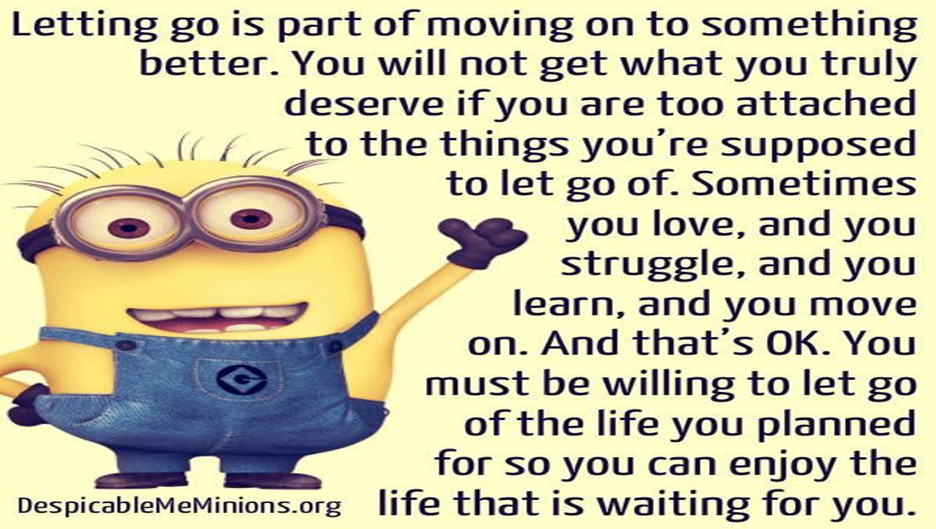 Letting go is part of moving on to something
better. You will not get what you truly
deserve if you are too attached
to the things you're supposed
to let go of. Sometimes
you love, and you
struggle, and you
learn, and you move
on. And that's OK. You
must be willing to let go
of the life you planned
for so you can enjoy the
life that is waiting for you.
DespicableMeMinions.org